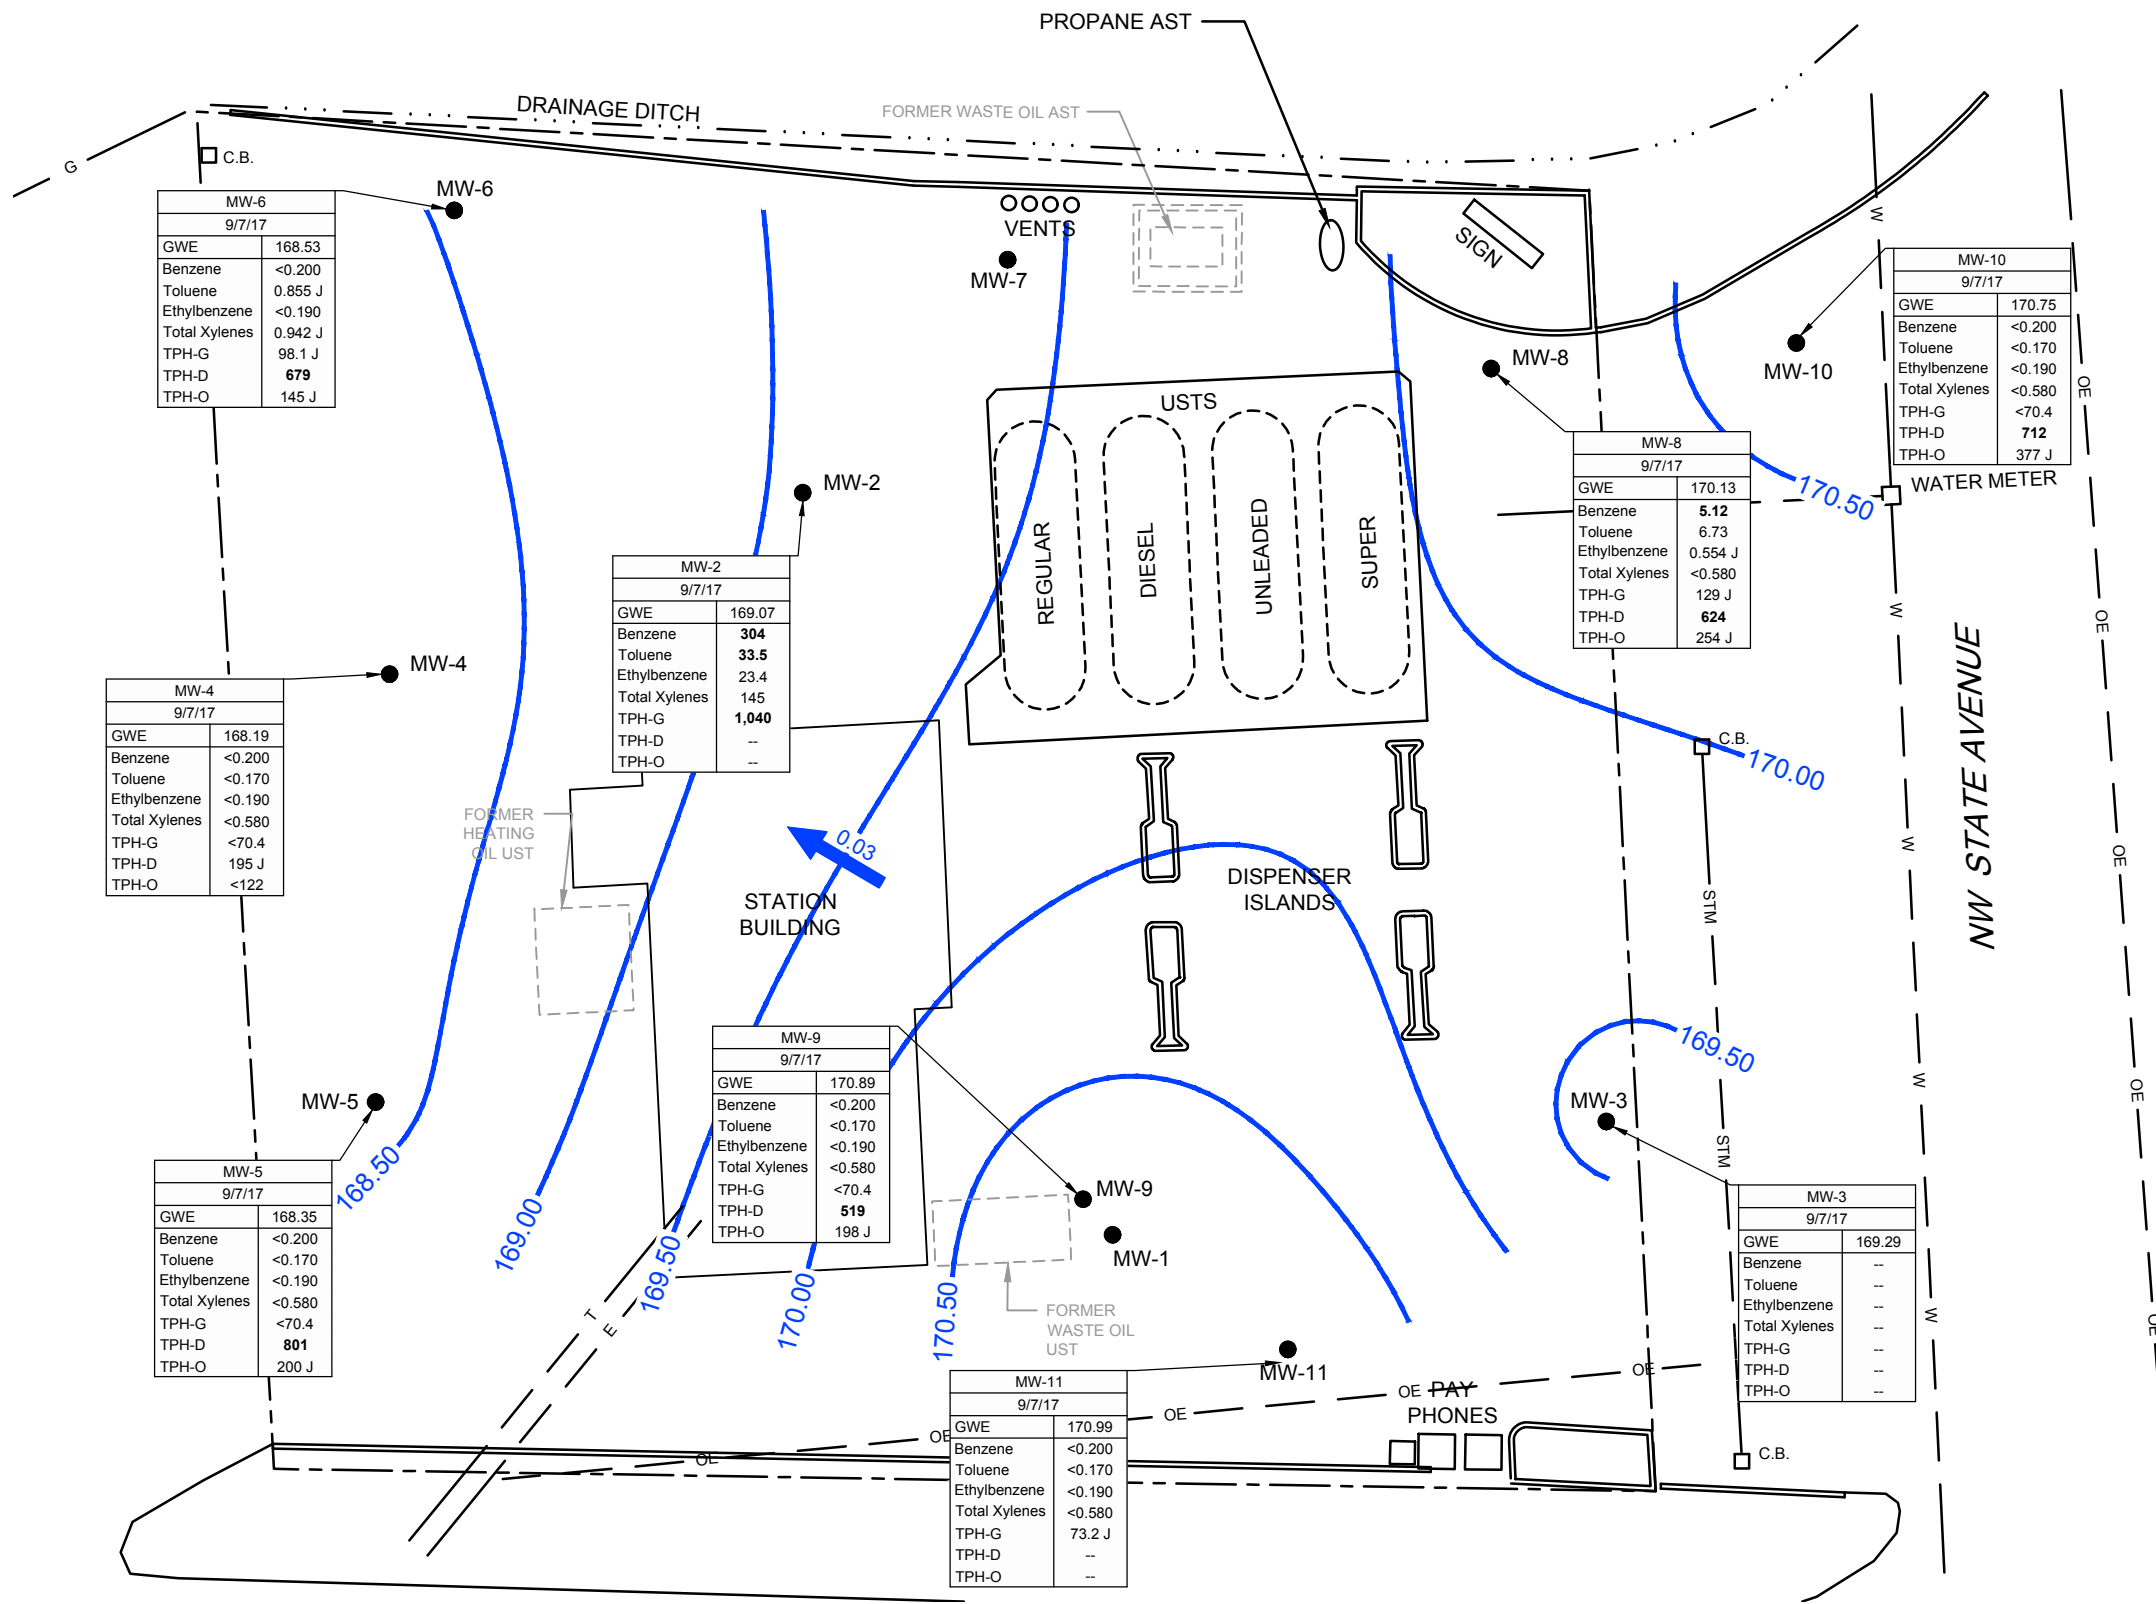 PROPANE AST
DRAINAGE DITCH
FORMER WASTE OIL AST
G
C.B.
MW-6
9/7/17
GWE 168.53
Benzene <0.200
Toluene 0.855 J
Ethylbenzene <0.190
Total Xylenes 0.942 J
TPH-G 98.1 J
TPH-D 679
TPH-O 145 J
MW-6
VENTS
MW-7
SIGN
W
MW-10
9/7/17
GWE 170.75
Benzene <0.200
Toluene <0.170
Ethylbenzene <0.190
Total Xylenes <0.580
TPH-G <70.4
TPH-D 712
TPH-O 377 J
MW-10
OE
MW-8
USTS
REGULAR
DIESEL
UNLEADED
SUPER
MW-8
9/7/17
GWE 170.13
Benzene 5.12
Toluene 6.73
Ethylbenzene 0.554 J
Total Xylenes <0.580
TPH-G 129 J
TPH-D 624
TPH-O 254 J
170.50
WATER METER
MW-2
MW-2
9/7/17
GWE 169.07
Benzene 304
Toluene 33.5
Ethylbenzene 23.4
Total Xylenes 145
TPH-G 1,040
TPH-D --
TPH-O --
W
OE
NW STATE AVENUE
MW-4
MW-4
9/7/17
GWE 168.19
Benzene <0.200
Toluene <0.170
Ethylbenzene <0.190
Total Xylenes <0.580
TPH-G <70.4
TPH-D 195 J
TPH-O <122
C.B.
170.00
FORMER
HEATING
OIL UST
0.03
W
OE
DISPENSER
ISLANDS
STATION
BUILDING
STM
169.50
W
OE
MW-5
MW-3
STM
MW-9
9/7/17
GWE 170.89
Benzene <0.200
Toluene <0.170
Ethylbenzene <0.190
Total Xylenes <0.580
TPH-G <70.4
TPH-D 519
TPH-O 198 J
MW-5
9/7/17
GWE 168.35
Benzene <0.200
Toluene <0.170
Ethylbenzene <0.190
Total Xylenes <0.580
TPH-G <70.4
TPH-D 801
TPH-O 200 J
168.50
169.00
169.50
170.00
170.50
MW-9
MW-1
MW-3
9/7/17
GWE 169.29
Benzene --
Toluene --
Ethylbenzene --
Total Xylenes --
TPH-G --
TPH-D --
TPH-O --
T
E
FORMER
WASTE OIL
UST
W
OE
MW-11
MW-11
9/7/17
GWE 170.99
Benzene <0.200
Toluene <0.170
Ethylbenzene <0.190
Total Xylenes <0.580
TPH-G 73.2 J
TPH-D --
TPH-O --
OE
OE
OE
OE
OE
PAY
PHONES
C.B.